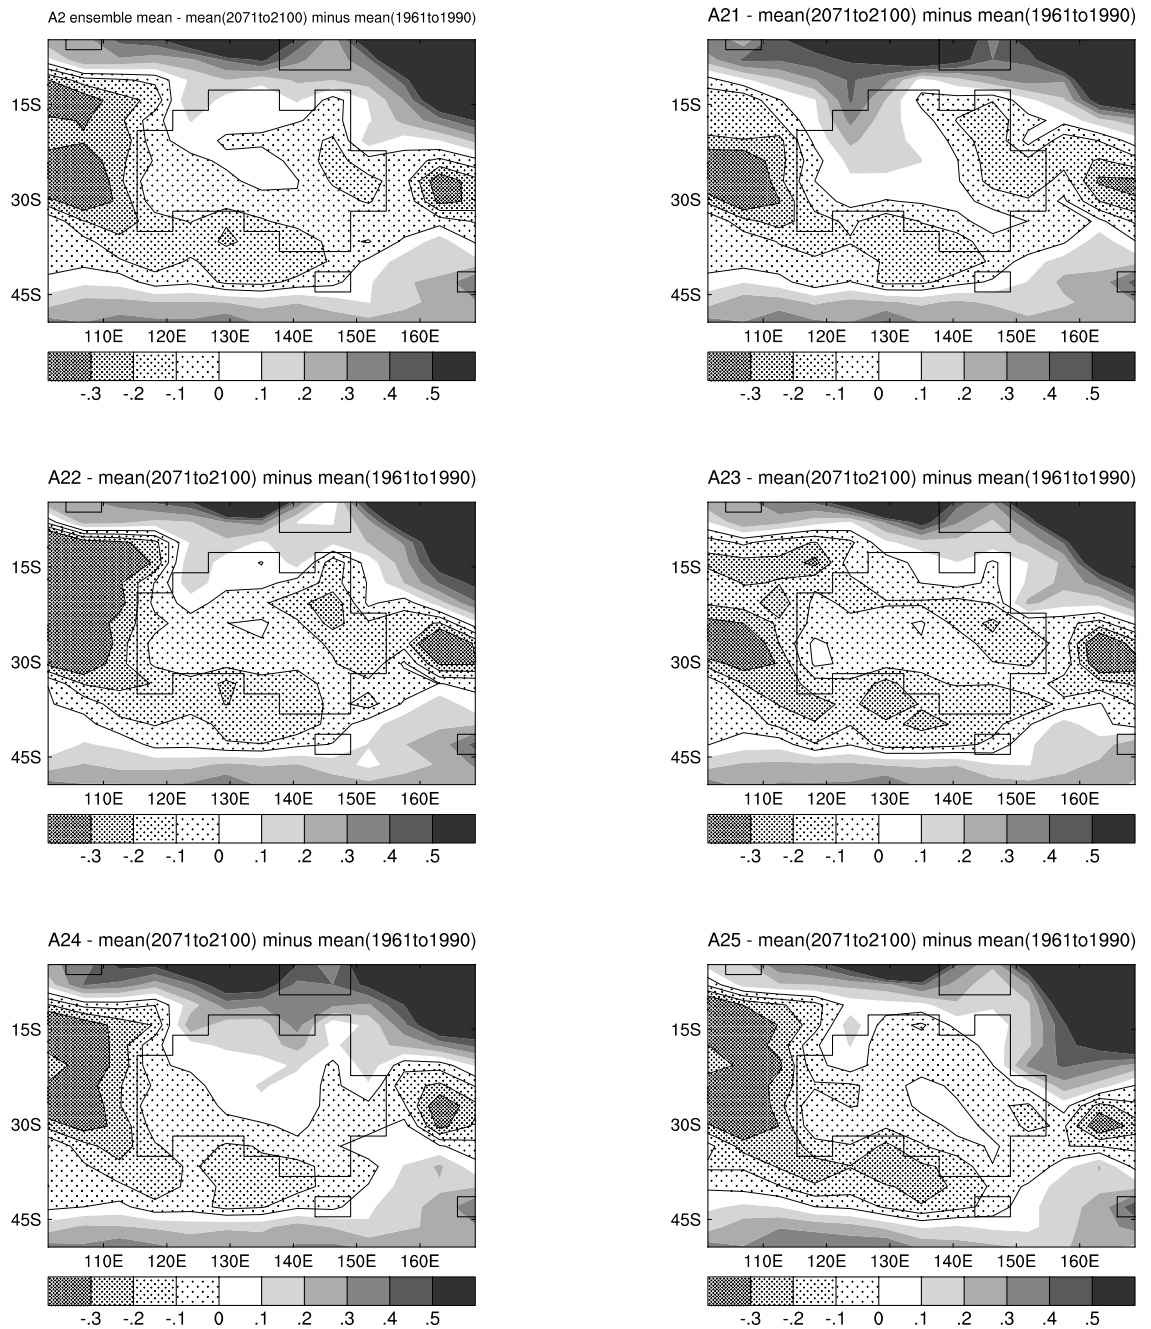 A2 ensemble mean - mean(2071to2100) minus mean(1961to1990)
15S
30S
45S
110E 120E 130E 140E 150E 160E
-.3 -.2 -.1 0 .1 .2 .3 .4 .5
A21 - mean(2071to2100) minus mean(1961to1990)
15S
30S
45S
110E 120E 130E 140E 150E 160E
-.3 -.2 -.1 0 .1 .2 .3 .4 .5
A22 - mean(2071to2100) minus mean(1961to1990)
15S
30S
45S
110E 120E 130E 140E 150E 160E
-.3 -.2 -.1 0 .1 .2 .3 .4 .5
A23 - mean(2071to2100) minus mean(1961to1990)
15S
30S
45S
110E 120E 130E 140E 150E 160E
-.3 -.2 -.1 0 .1 .2 .3 .4 .5
A24 - mean(2071to2100) minus mean(1961to1990)
15S
30S
45S
110E 120E 130E 140E 150E 160E
-.3 -.2 -.1 0 .1 .2 .3 .4 .5
A25 - mean(2071to2100) minus mean(1961to1990)
15S
30S
45S
110E 120E 130E 140E 150E 160E
-.3 -.2 -.1 0 .1 .2 .3 .4 .5